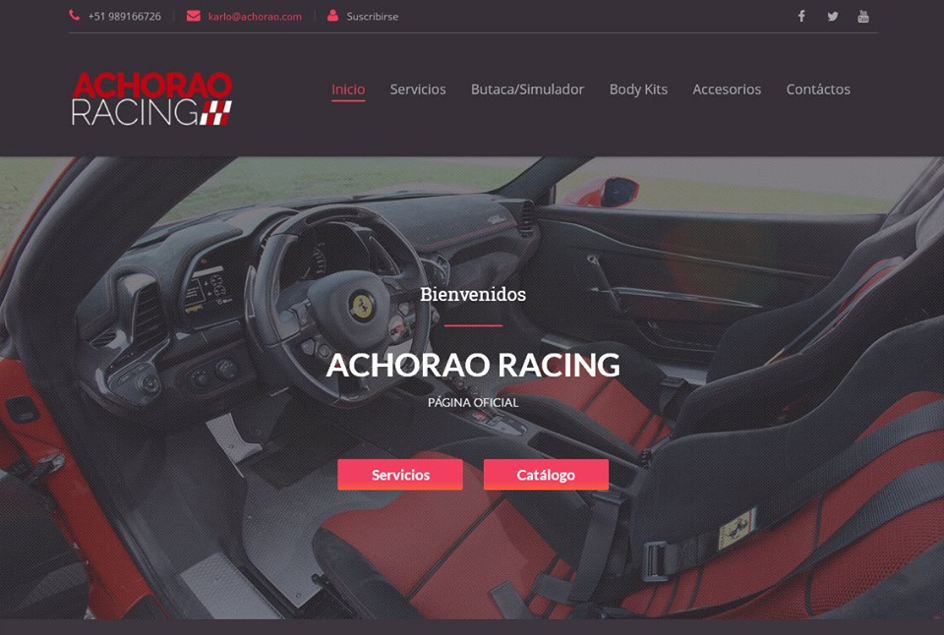 +51 989166726 karlo@achorao.com Suscribirse
ACHORAO
RACING
Inicio Servicios Butaca/Simulador Body Kits Accesorios Contáctos
Bienvenidos
ACHORAO RACING
PÁGINA OFICIAL
Servicios Catálogo